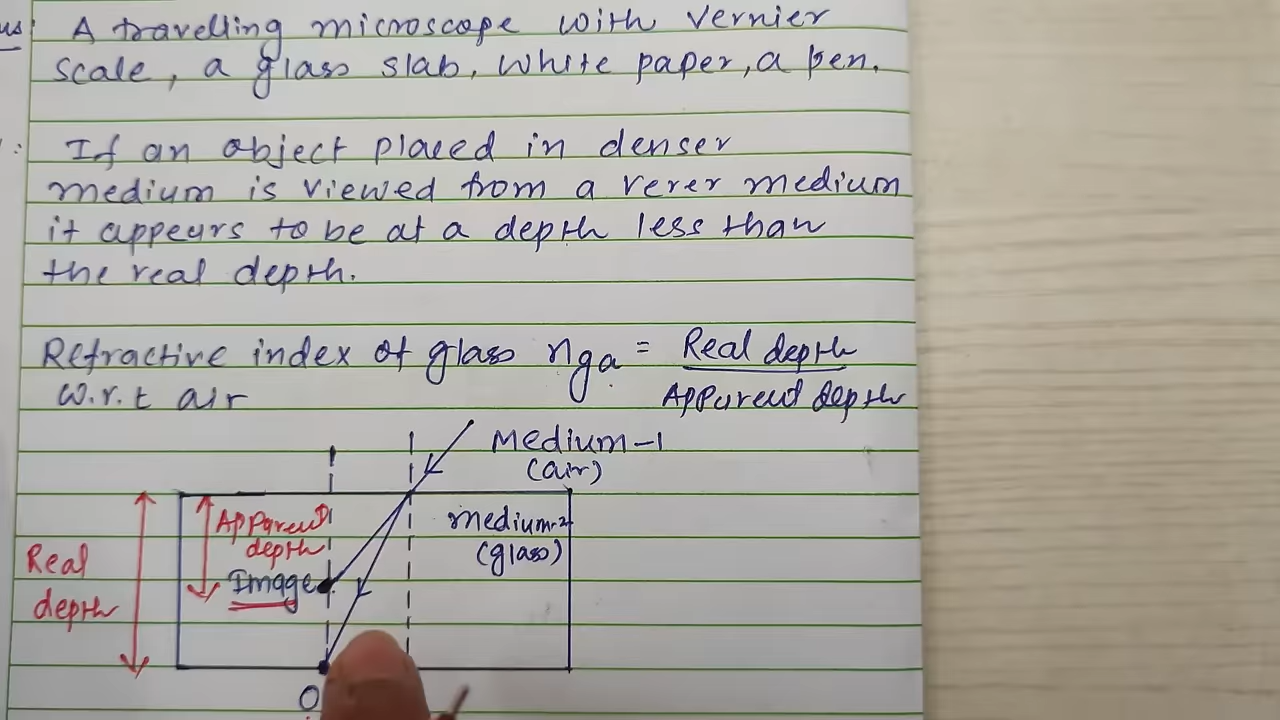 us
A travelling microscope with vernier
scale, a glass slab, white paper, a pen.
If an object placed in denser
medium is viewed from a rerer medium
it appears to be at a depth less than
the real depth.
Refractive index of glass nga = Real depth
w.r.t air Apparent depth
Medium-1
(air)
Apparent
depth
medium-2
(glass)
Image
Real
depth
O